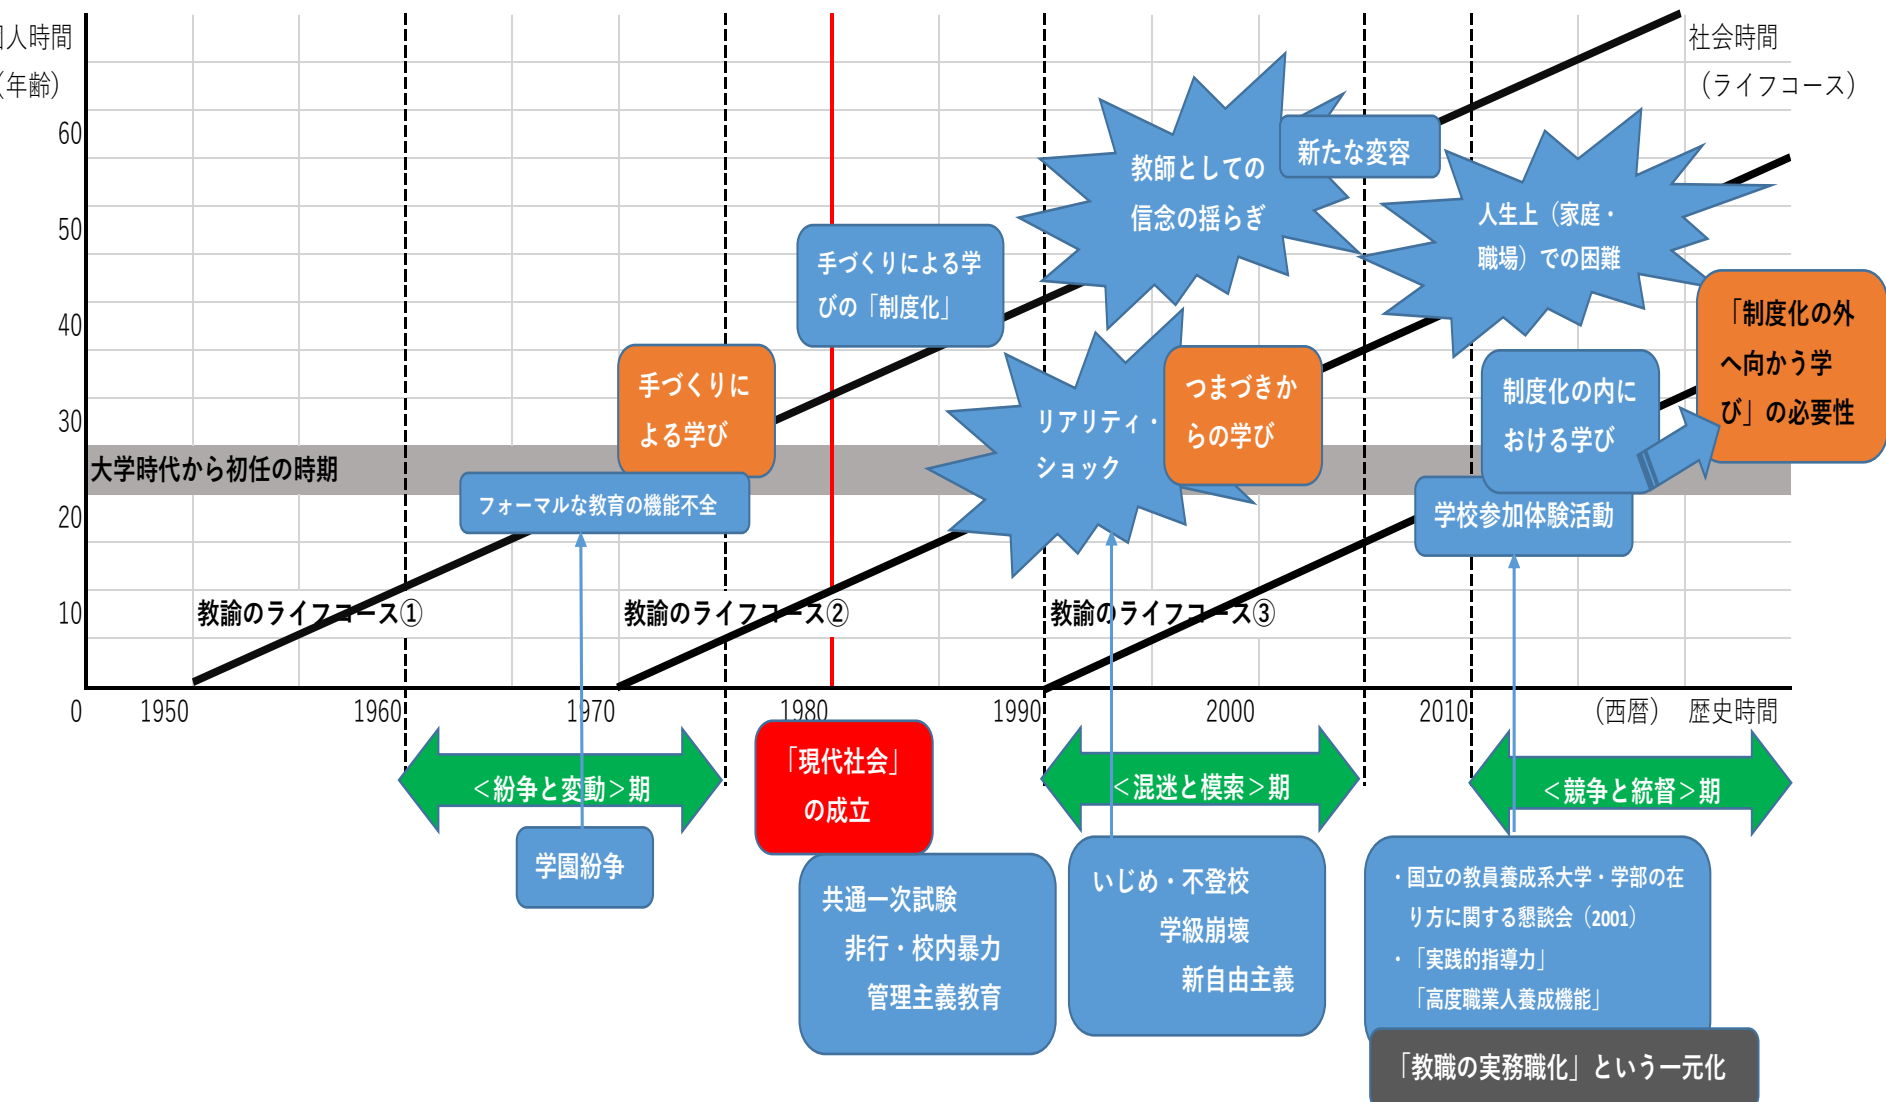 人時間
（年齢）
社会時間
（ライフコース）
60
50
40
30
20
10
0
教師としての
信念の揺らぎ
新たな変容
人生上（家庭・
職場）での困難
手づくりによる学
びの「制度化」
「制度化の外
へ向かう学
び」の必要性
手づくりに
よる学び
リアリティ・
ショック
つまづきか
らの学び
制度化の内に
おける学び
大学時代から初任の時期
フォーマルな教育の機能不全
学校参加体験活動
教諭のライフコース①
教諭のライフコース②
教諭のライフコース③
1950
1960
1970
1980
1990
2000
2010
（西暦）
歴史時間
＜紛争と変動＞期
「現代社会」
の成立
＜混迷と模索＞期
＜競争と統督＞期
学園紛争
共通一次試験
非行・校内暴力
管理主義教育
いじめ・不登校
学級崩壊
新自由主義
・国立の教員養成系大学・学部の在
り方に関する懇談会（2001）
・「実践的指導力」
「高度職業人養成機能」
「教職の実務職化」という一元化